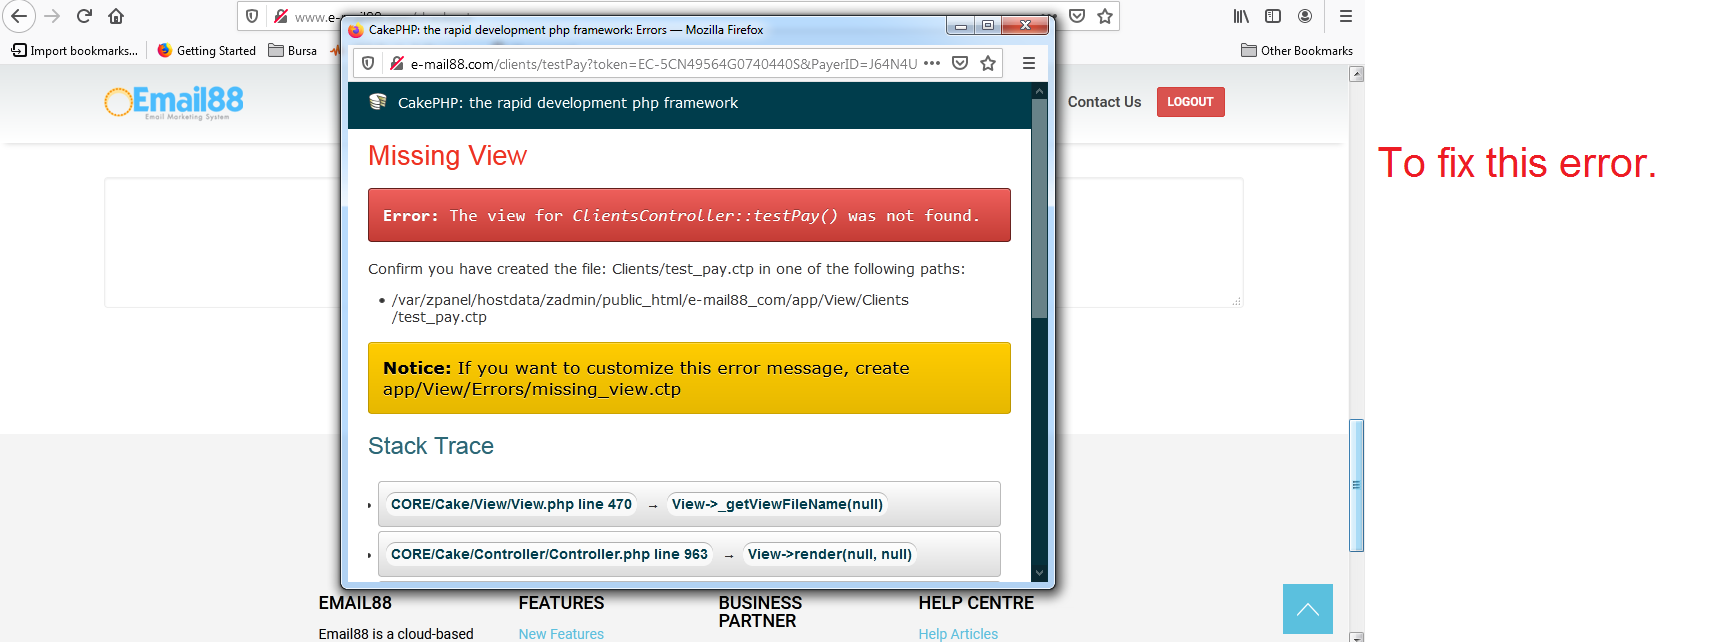 CakePHP: the rapid development php framework: Errors — Mozilla Firefox
www.e-mail88
e-mail88.com/clients/testPay?token=EC-5CN49564G0740440S&PayerID=J64N4U
Import bookmarks...
Getting Started
Bursa
Other Bookmarks
Email88
Email Marketing System
Contact Us
LOGOUT
CakePHP: the rapid development php framework
Missing View
Error: The view for ClientsController::testPay() was not found.
Confirm you have created the file: Clients/test_pay.ctp in one of the following paths:
• /var/zpanel/hostdata/zadmin/public_html/e-mail88_com/app/View/Clients
/test_pay.ctp
Notice: If you want to customize this error message, create
app/View/Errors/missing_view.ctp
Stack Trace
CORE/Cake/View/View.php line 470 → View->_getViewFileName(null)
CORE/Cake/Controller/Controller.php line 963 → View->render(null, null)
To fix this error.
EMAIL88
Email88 is a cloud-based
FEATURES
New Features
BUSINESS
PARTNER
HELP CENTRE
Help Articles